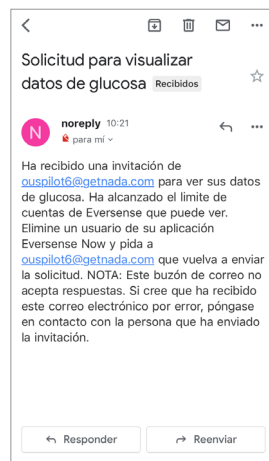 Solicitud para visualizar
datos de glucosa Recibidos
noreply 10:21
N
para mí
Ha recibido una invitación de
ouspilot6@getnada.com para ver sus datos
de glucosa. Ha alcanzado el limite de
cuentas de Eversense que puede ver.
Elimine un usuario de su aplicación
Eversense Now y pida a
ouspilot6@getnada.com que vuelva a enviar
la solicitud. NOTA: Este buzón de correo no
acepta respuestas. Si cree que ha recibido
este correo electrónico por error, póngase
en contacto con la persona que ha enviado
la invitación.
Responder
Reenviar